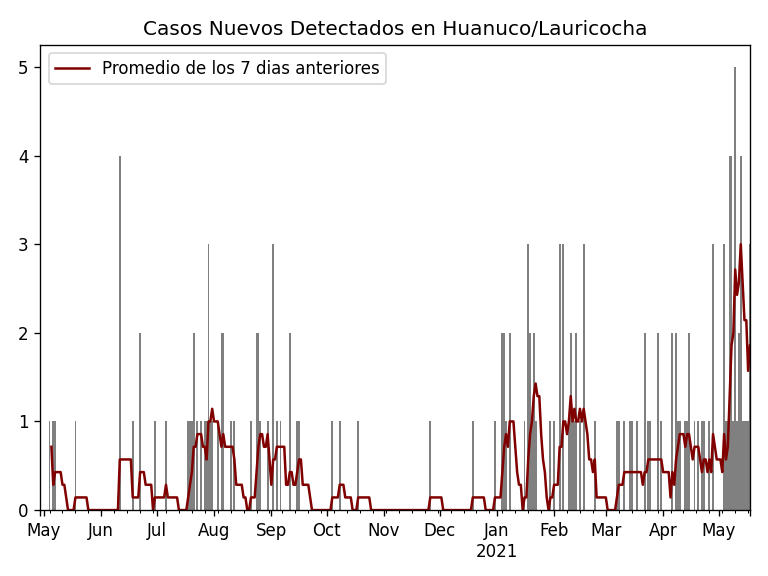 Casos Nuevos Detectados en Huanuco/Lauricocha
Promedio de los 7 dias anteriores
5
4
3
2
1
0
May Jun Jul Aug Sep Oct Nov Dec Jan Feb Mar Apr May
2021